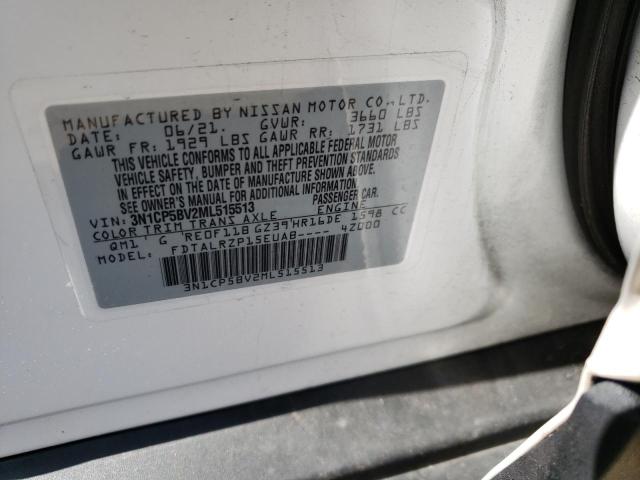 MANUFACTURED BY NISSAN MOTOR CO., LTD.
DATE: 06/21. GVWR: 3660 LBS
GAWR FR: 1929 LBS GAWR RR: 1731 LBS
THIS VEHICLE CONFORMS TO ALL APPLICABLE FEDERAL MOTOR
VEHICLE SAFETY, BUMPER AND THEFT PREVENTION STANDARDS
IN EFFECT ON THE DATE OF MANUFACTURE SHOWN ABOVE.
SEE OWNER'S MANUAL FOR ADDITIONAL INFORMATION
VIN: 3N1CP5BV2ML515513 PASSENGER CAR.
COLOR TRIM TRANS AXLE ENGINE
QM1 G RE0F11B GZ39 HR16DE 1598 CC
MODEL: FDTALRZP15EUAB---- 4Z000
3N1CP5BV2ML515513